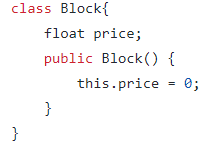 class Block{
    float price;
    public Block() {
        this.price = 0;
    }
}